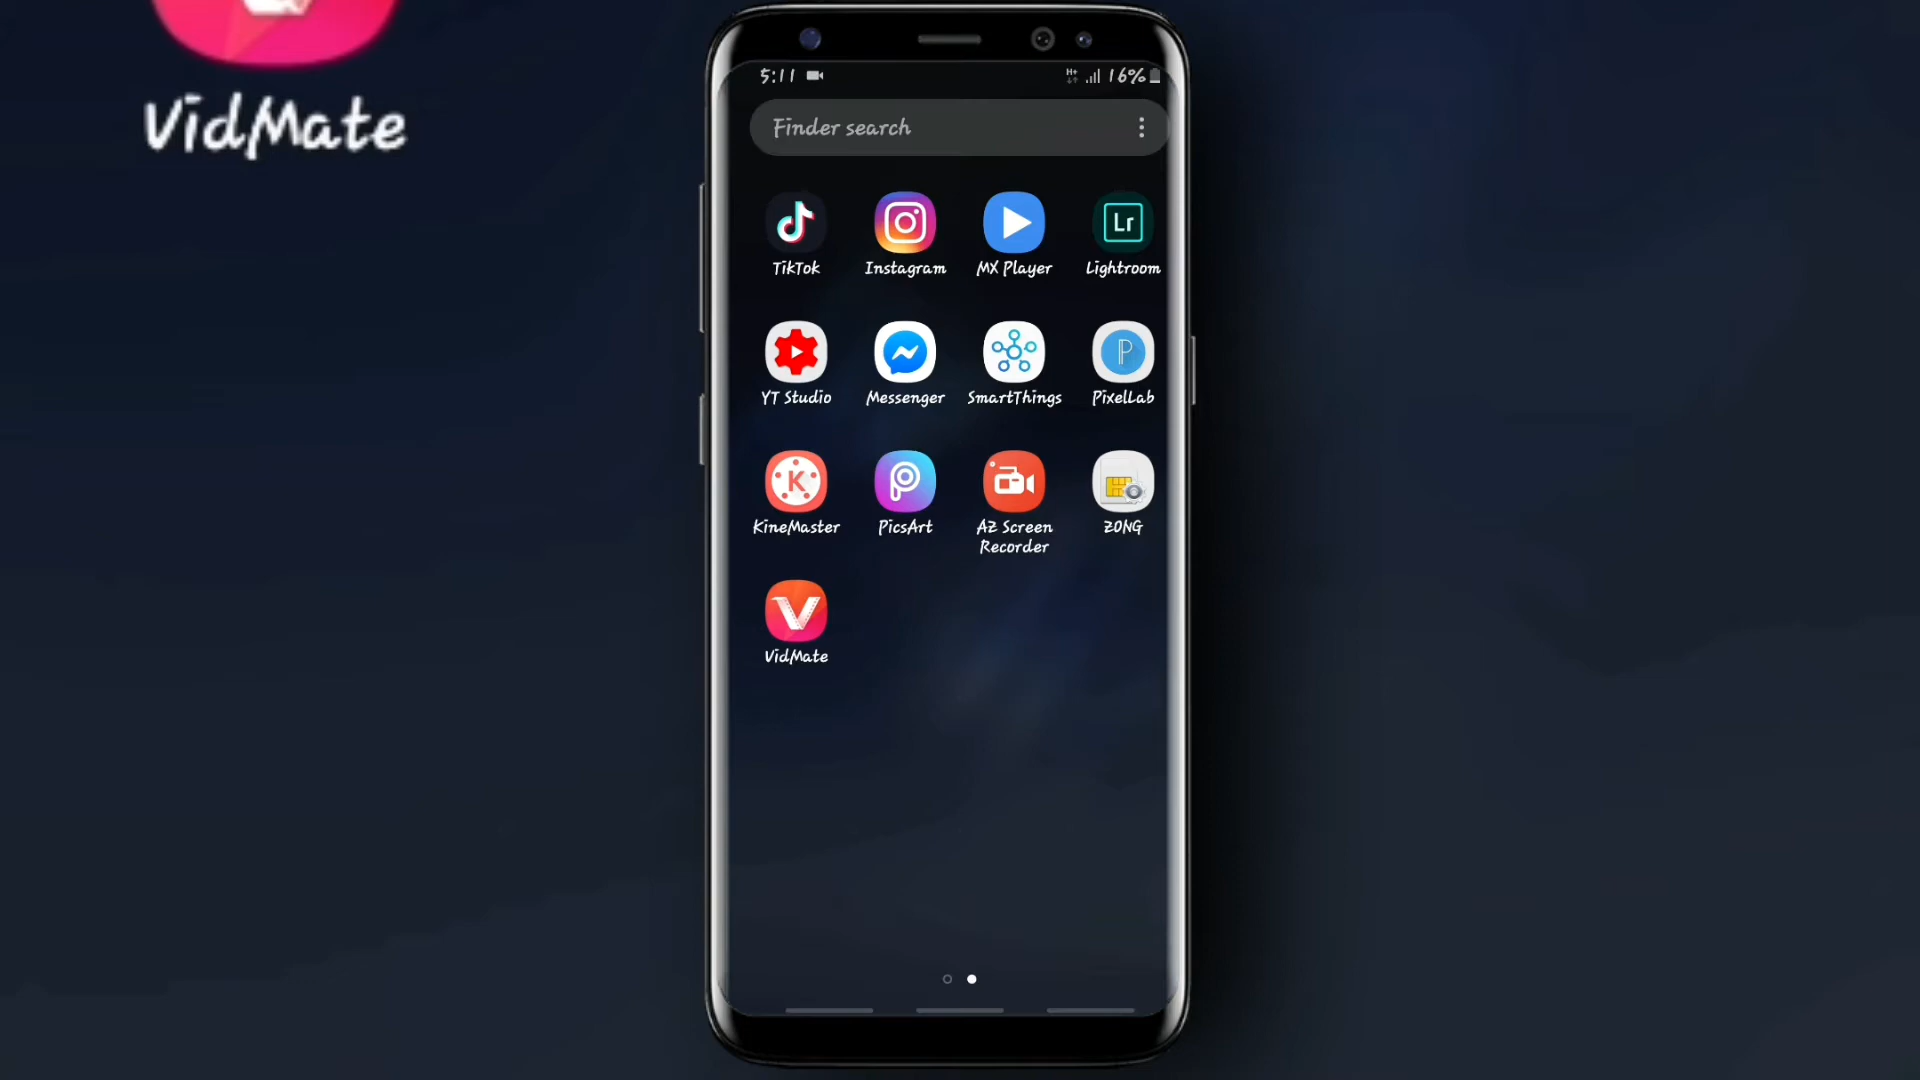 VidMate
5:11
H+ 16%
Finder search
TikTok
Instagram
MX Player
Lr
Lightroom
YT Studio
Messenger
SmartThings
P
PixelLab
K
KineMaster
PicsArt
AZ Screen
Recorder
ZONG
V
VidMate